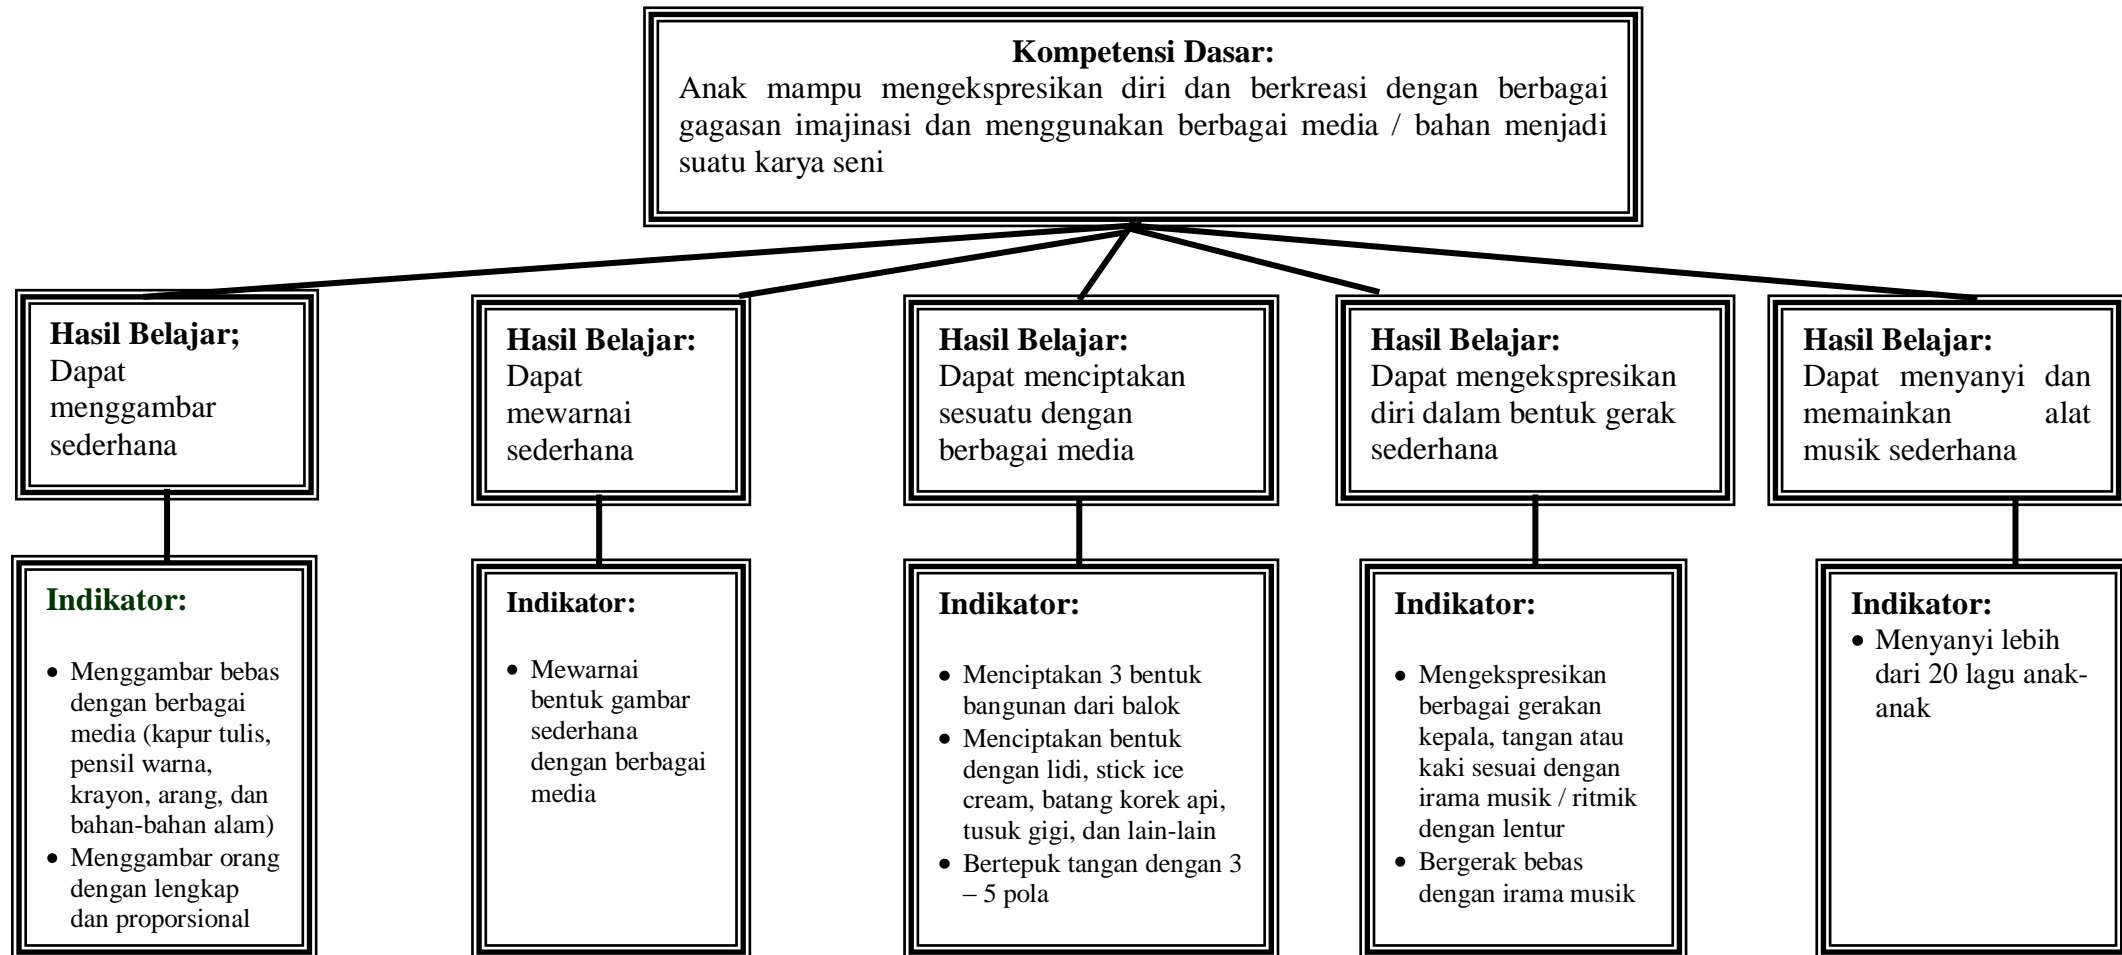 Kompetensi Dasar:
Anak mampu mengekspresikan diri dan berkreasi dengan berbagai
gagasan imajinasi dan menggunakan berbagai media / bahan menjadi
suatu karya seni
Hasil Belajar;
Dapat
menggambar
sederhana
Hasil Belajar:
Dapat
mewarnai
sederhana
Hasil Belajar:
Dapat menciptakan
sesuatu dengan
berbagai media
Hasil Belajar:
Dapat mengekspresikan
diri dalam bentuk gerak
sederhana
Hasil Belajar:
Dapat menyanyi dan
memainkan alat
musik sederhana
Indikator:
• Menggambar bebas
dengan berbagai
media (kapur tulis,
pensil warna,
krayon, arang, dan
bahan-bahan alam)
• Menggambar orang
dengan lengkap
dan proporsional
Indikator:
• Mewarnai
bentuk gambar
sederhana
dengan berbagai
media
Indikator:
• Menciptakan 3 bentuk
bangunan dari balok
• Menciptakan bentuk
dengan lidi, stick ice
cream, batang korek api,
tusuk gigi, dan lain-lain
• Bertepuk tangan dengan 3
– 5 pola
Indikator:
• Mengekspresikan
berbagai gerakan
kepala, tangan atau
kaki sesuai dengan
irama musik / ritmik
dengan lentur
• Bergerak bebas
dengan irama musik
Indikator:
• Menyanyi lebih
dari 20 lagu anak-
anak